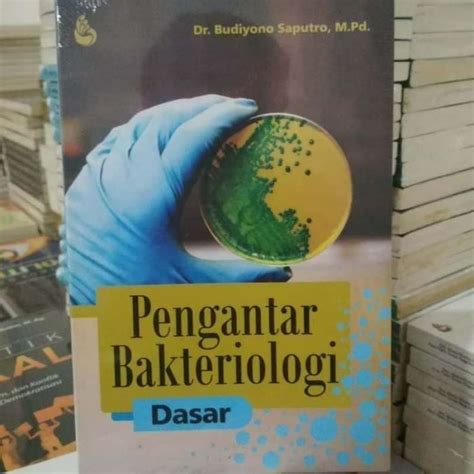 Dr. Budiyono Saputro, M.Pd.
Pengantar
Bakteriologi
Dasar